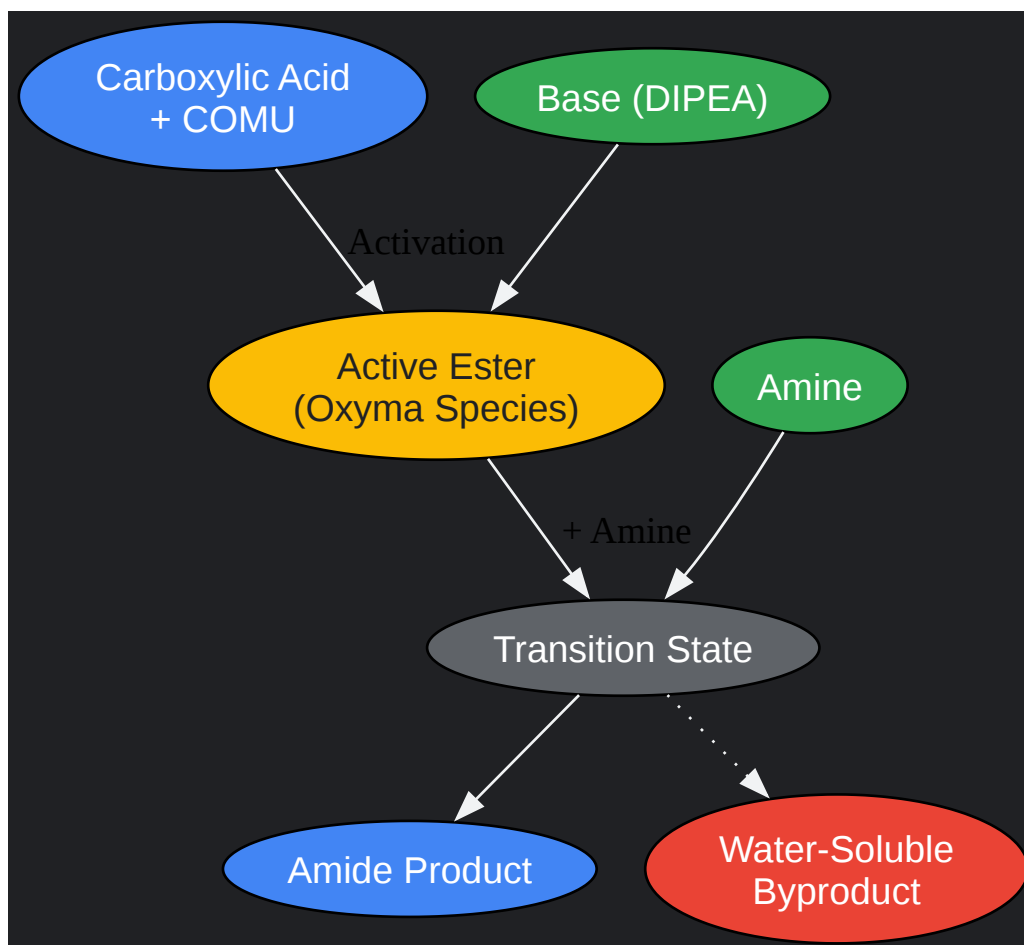 Carboxylic Acid
+ COMU
Base (DIPEA)
Activation
Active Ester
(Oxyma Species)
Amine
+ Amine
Transition State
Amide Product
Water-Soluble
Byproduct